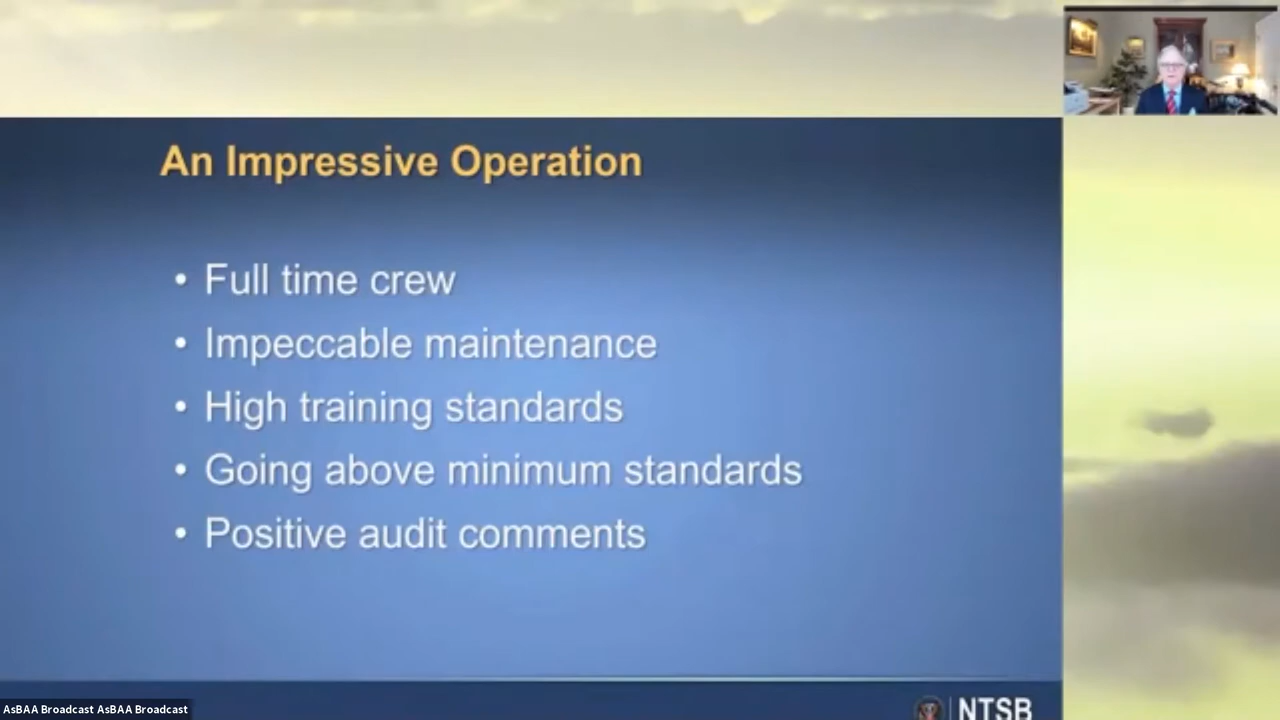 An Impressive Operation
• Full time crew
• Impeccable maintenance
• High training standards
• Going above minimum standards
• Positive audit comments
NTSB
AsBAA Broadcast AsBAA Broadcast